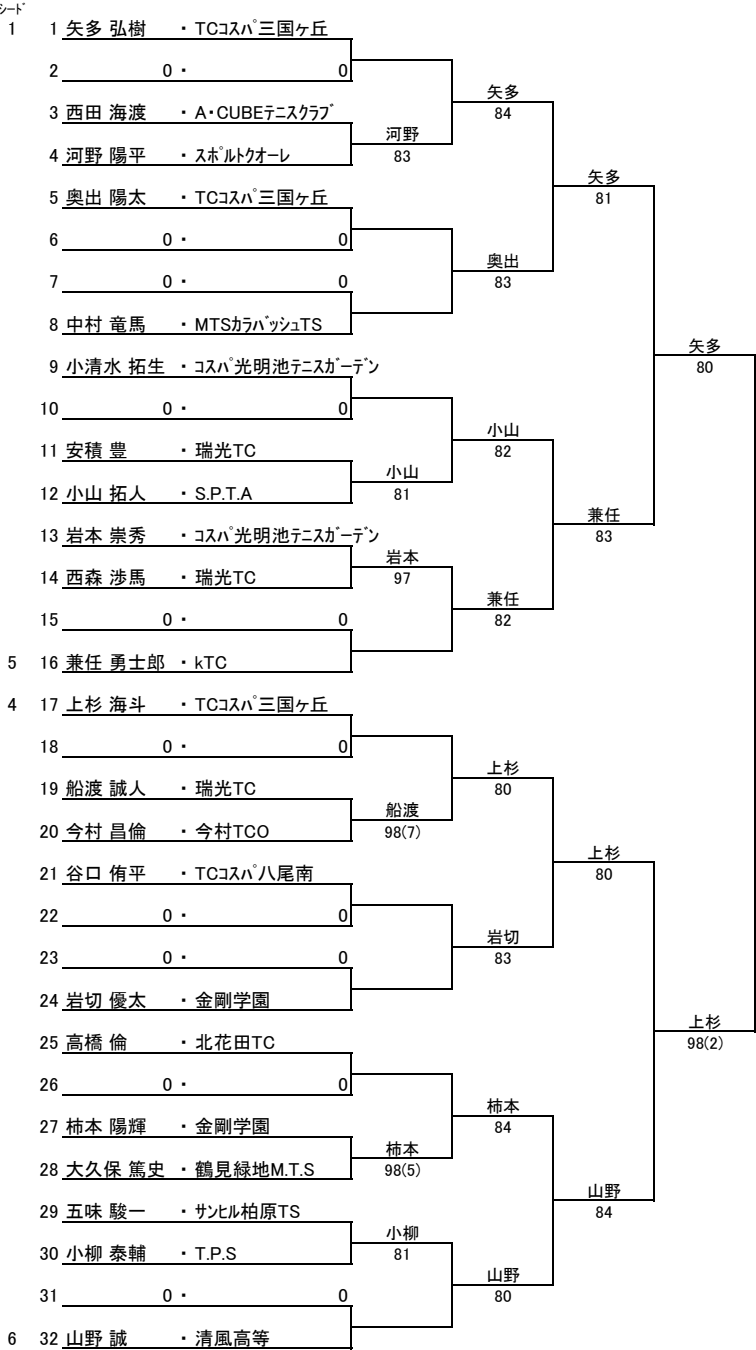 シード
1 1 矢多 弘樹 ・ TCコスパ三国ヶ丘
2 0 ・ 0
矢多
84
3 西田 海渡 ・ A・CUBEテニスクラブ
河野
83
4 河野 陽平 ・ スポルトクオーレ
矢多
81
5 奥出 陽太 ・ TCコスパ三国ヶ丘
6 0 ・ 0
奥出
83
7 0 ・ 0
8 中村 竜馬 ・ MTSカラバッシュTS
矢多
80
9 小清水 拓生 ・ コスパ光明池テニスガーデン
10 0 ・ 0
小山
82
11 安積 豊 ・ 瑞光TC
小山
81
12 小山 拓人 ・ S.P.T.A
兼任
83
13 岩本 崇秀 ・ コスパ光明池テニスガーデン
岩本
97
14 西森 渉馬 ・ 瑞光TC
兼任
82
15 0 ・ 0
5 16 兼任 勇士郎 ・ kTC
4 17 上杉 海斗 ・ TCコスパ三国ヶ丘
18 0 ・ 0
上杉
80
19 船渡 誠人 ・ 瑞光TC
船渡
98(7)
20 今村 昌倫 ・ 今村TCO
上杉
80
21 谷口 侑平 ・ TCコスパ八尾南
22 0 ・ 0
岩切
83
23 0 ・ 0
24 岩切 優太 ・ 金剛学園
上杉
98(2)
25 高橋 倫 ・ 北花田TC
26 0 ・ 0
柿本
84
27 柿本 陽輝 ・ 金剛学園
柿本
98(5)
28 大久保 篤史 ・ 鶴見緑地M.T.S
山野
84
29 五味 駿一 ・ サンヒル柏原TS
小柳
81
30 小柳 泰輔 ・ T.P.S
山野
80
31 0 ・ 0
6 32 山野 誠 ・ 清風高等